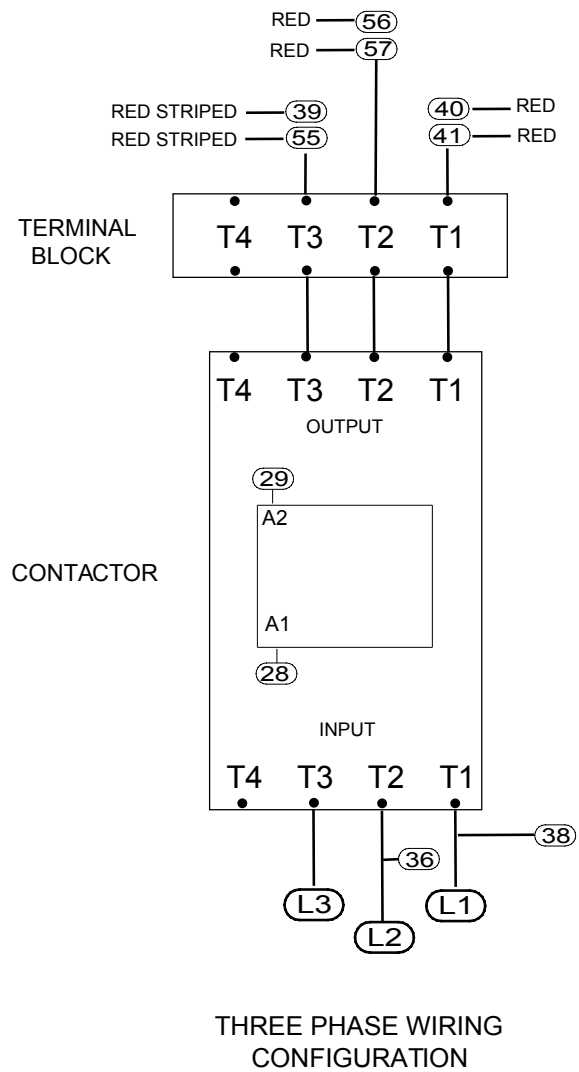 RED 56
RED 57
RED STRIPED 39
40 RED
RED STRIPED 55
41 RED
TERMINAL
BLOCK
T4 T3 T2 T1
T4 T3 T2 T1
OUTPUT
29
A2
CONTACTOR
A1
28
INPUT
T4 T3 T2 T1
38
36
L3
L1
L2
THREE PHASE WIRING
CONFIGURATION